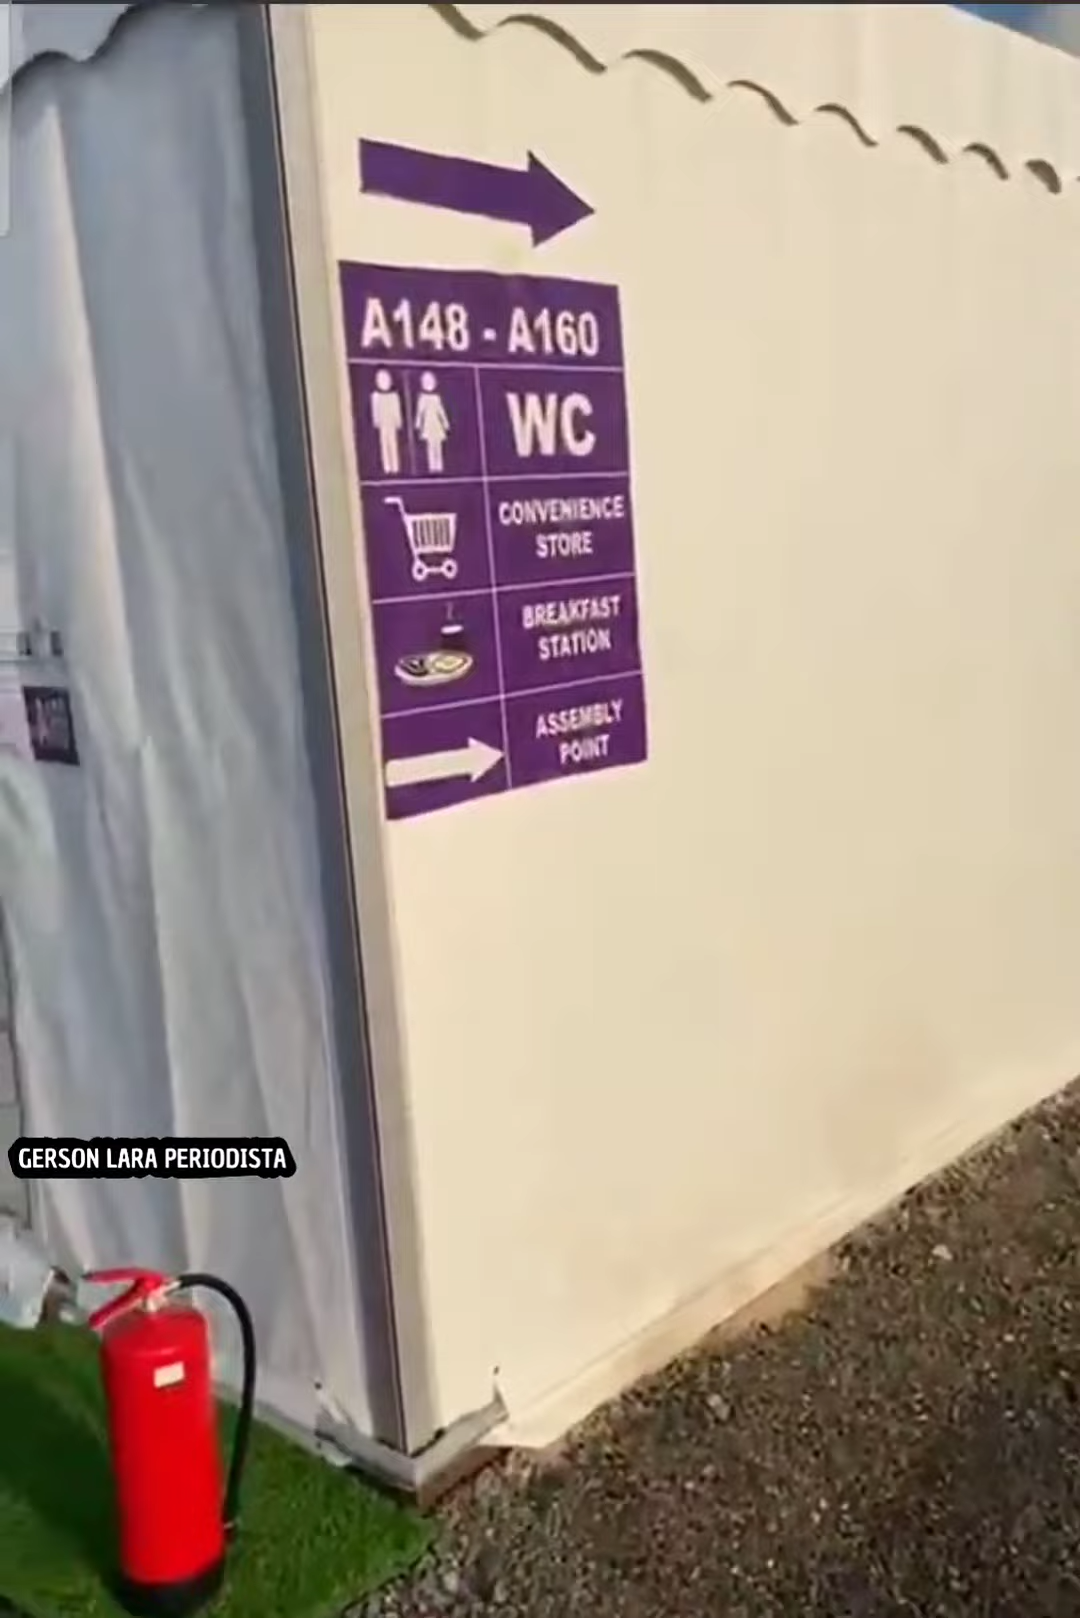 A148 - A160
WC
CONVENIENCE
STORE
BREAKFAST
STATION
ASSEMBLY
POINT
GERSON LARA PERIODISTA